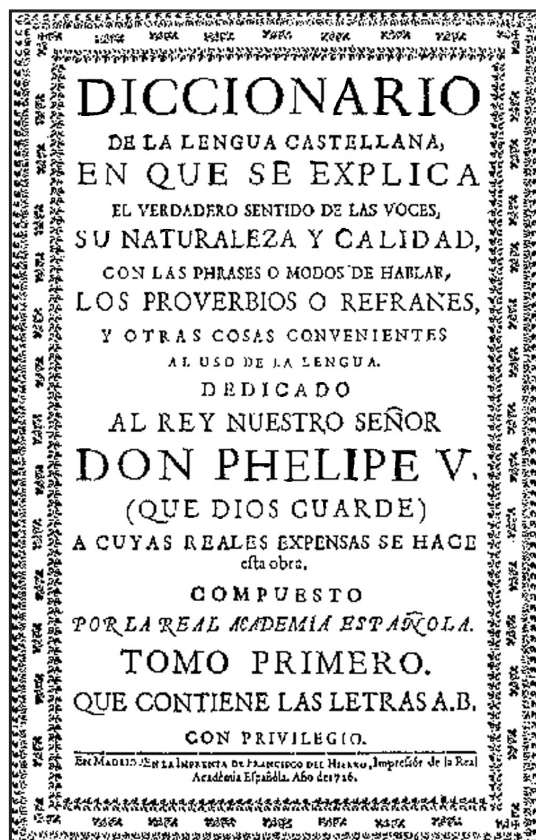 DICCIONARIO
DE LA LENGUA CASTELLANA,
EN QUE SE EXPLICA
EL VERDADERO SENTIDO DE LAS VOCES,
SU NATURALEZA Y CALIDAD,
CON LAS PHRASES O MODOS DE HABLAR,
LOS PROVERBIOS O REFRANES,
Y OTRAS COSAS CONVENIENTES
AL USO DE LA LENGUA.
DEDICADO
AL REY NUESTRO SEÑOR
DON PHELIPE V.
(QUE DIOS GUARDE)
A CUYAS REALES EXPENSAS SE HACE
esta obra.
COMPUESTO
POR LA REAL ACADEMIA ESPAÑOLA.
TOMO PRIMERO.
QUE CONTIENE LAS LETRAS A.B.
CON PRIVILEGIO.
En MADRID. EN LA IMPRENTA DE FRANCISCO DEL HIERRO, Impressór de la Real
Académia Españóla. Año de 1726.